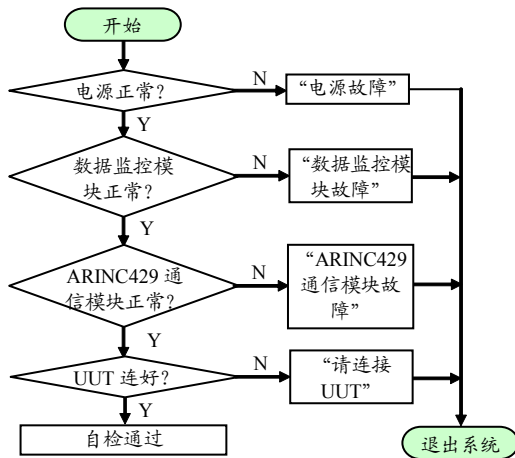 开始
电源正常?
N
“电源故障”
Y
数据监控模
块正常?
N
“数据监控模
块故障”
Y
ARINC429 通
信模块正常?
N
“ARINC429
通信模块故
障”
Y
UUT 连好?
N
“请连接
UUT”
Y
自检通过
退出系统